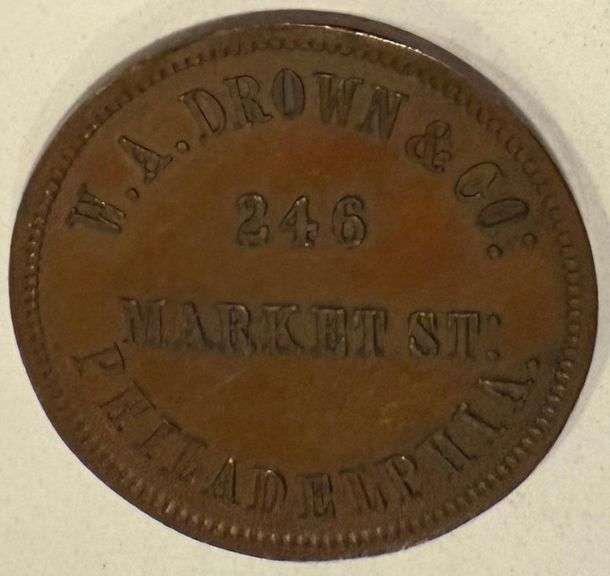 W. A. DROWN & CO:
246
MARKET ST:
PHILADELPHIA.